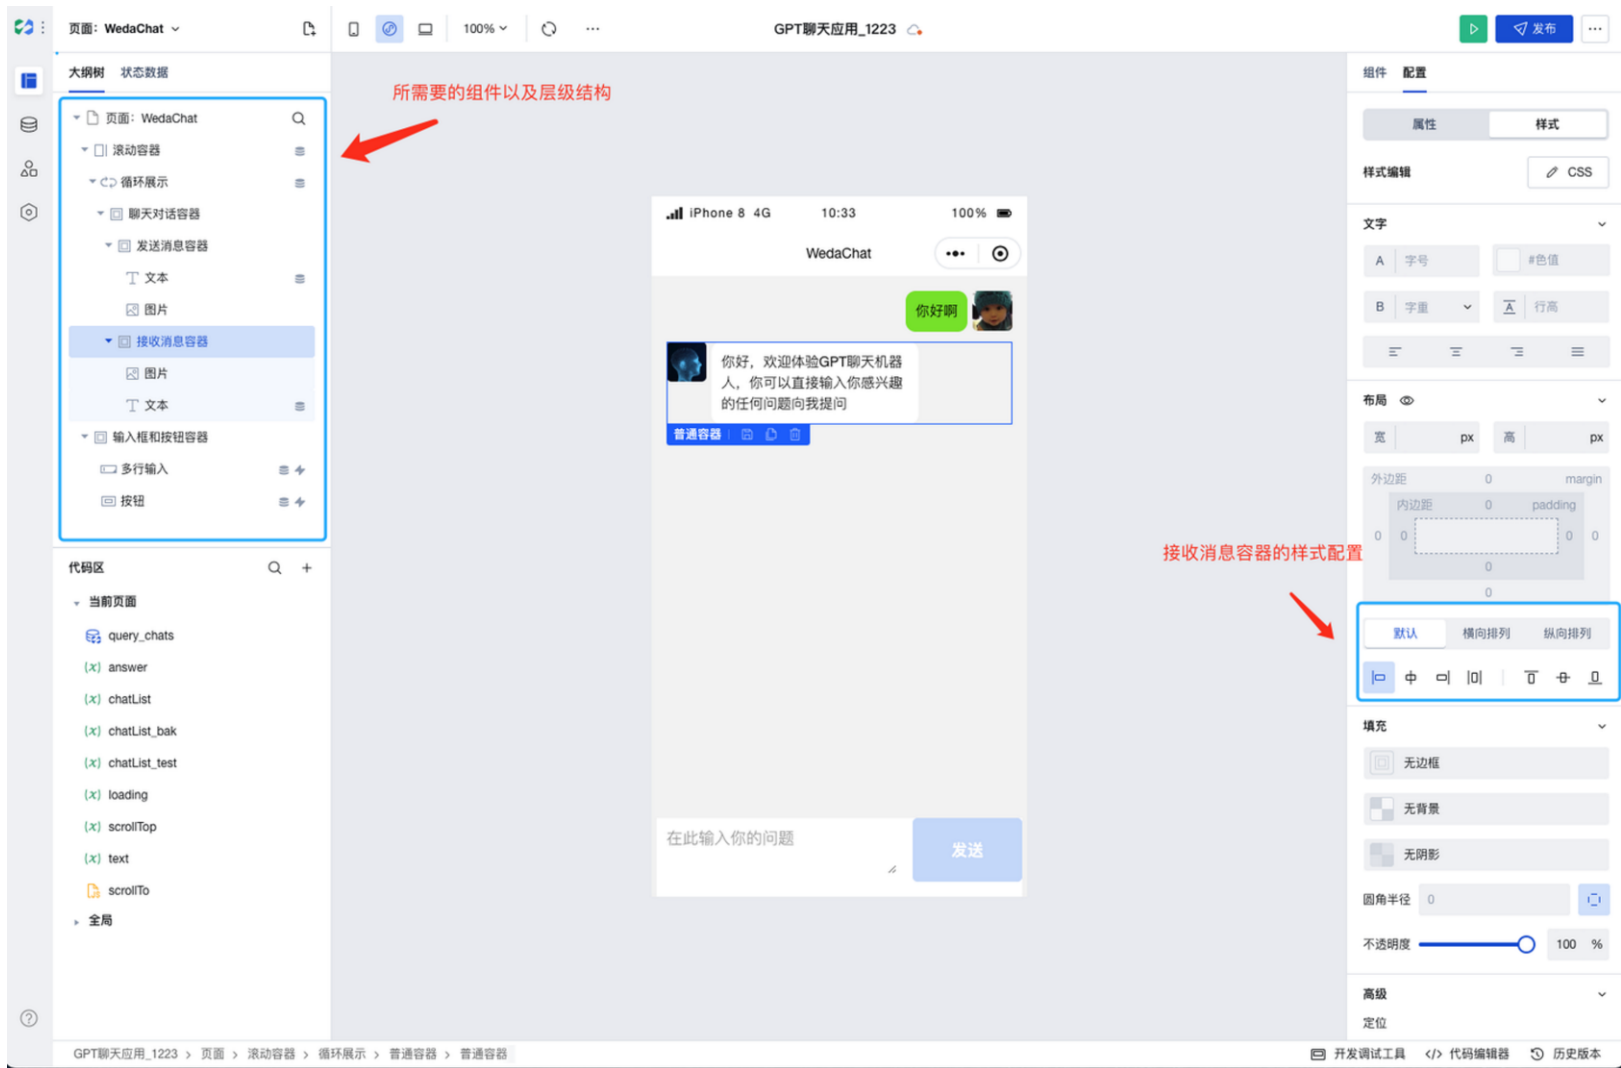 页面: WedaChat
100%
GPT聊天应用_1223
发布
大纲树 状态数据
组件 配置
所需要的组件以及层级结构
页面: WedaChat
滚动容器
循环展示
聊天对话容器
发送消息容器
文本
图片
接收消息容器
图片
文本
输入框和按钮容器
多行输入
按钮
代码区
当前页面
query_chats
(x) answer
(x) chatList
(x) chatList_bak
(x) chatList_test
(x) loading
(x) scrollTop
(x) text
scrollTo
全局
iPhone 8 4G 10:33 100%
WedaChat
你好啊
你好，欢迎体验GPT聊天机器
人，你可以直接输入你感兴趣
的任何问题向我提问
普通容器
在此输入你的问题
发送
接收消息容器的样式配置
属性 样式
样式编辑 CSS
文字
A 字号 #色值
B 字重 A 行高
布局
宽 px 高 px
外边距 0 margin
内边距 0 padding
0 0 0 0
0
0
默认 横向排列 纵向排列
填充
无边框
无背景
无阴影
圆角半径 0
不透明度 100 %
高级
定位
GPT聊天应用_1223 > 页面 > 滚动容器 > 循环展示 > 普通容器 > 普通容器
开发调试工具 </> 代码编辑器 历史版本